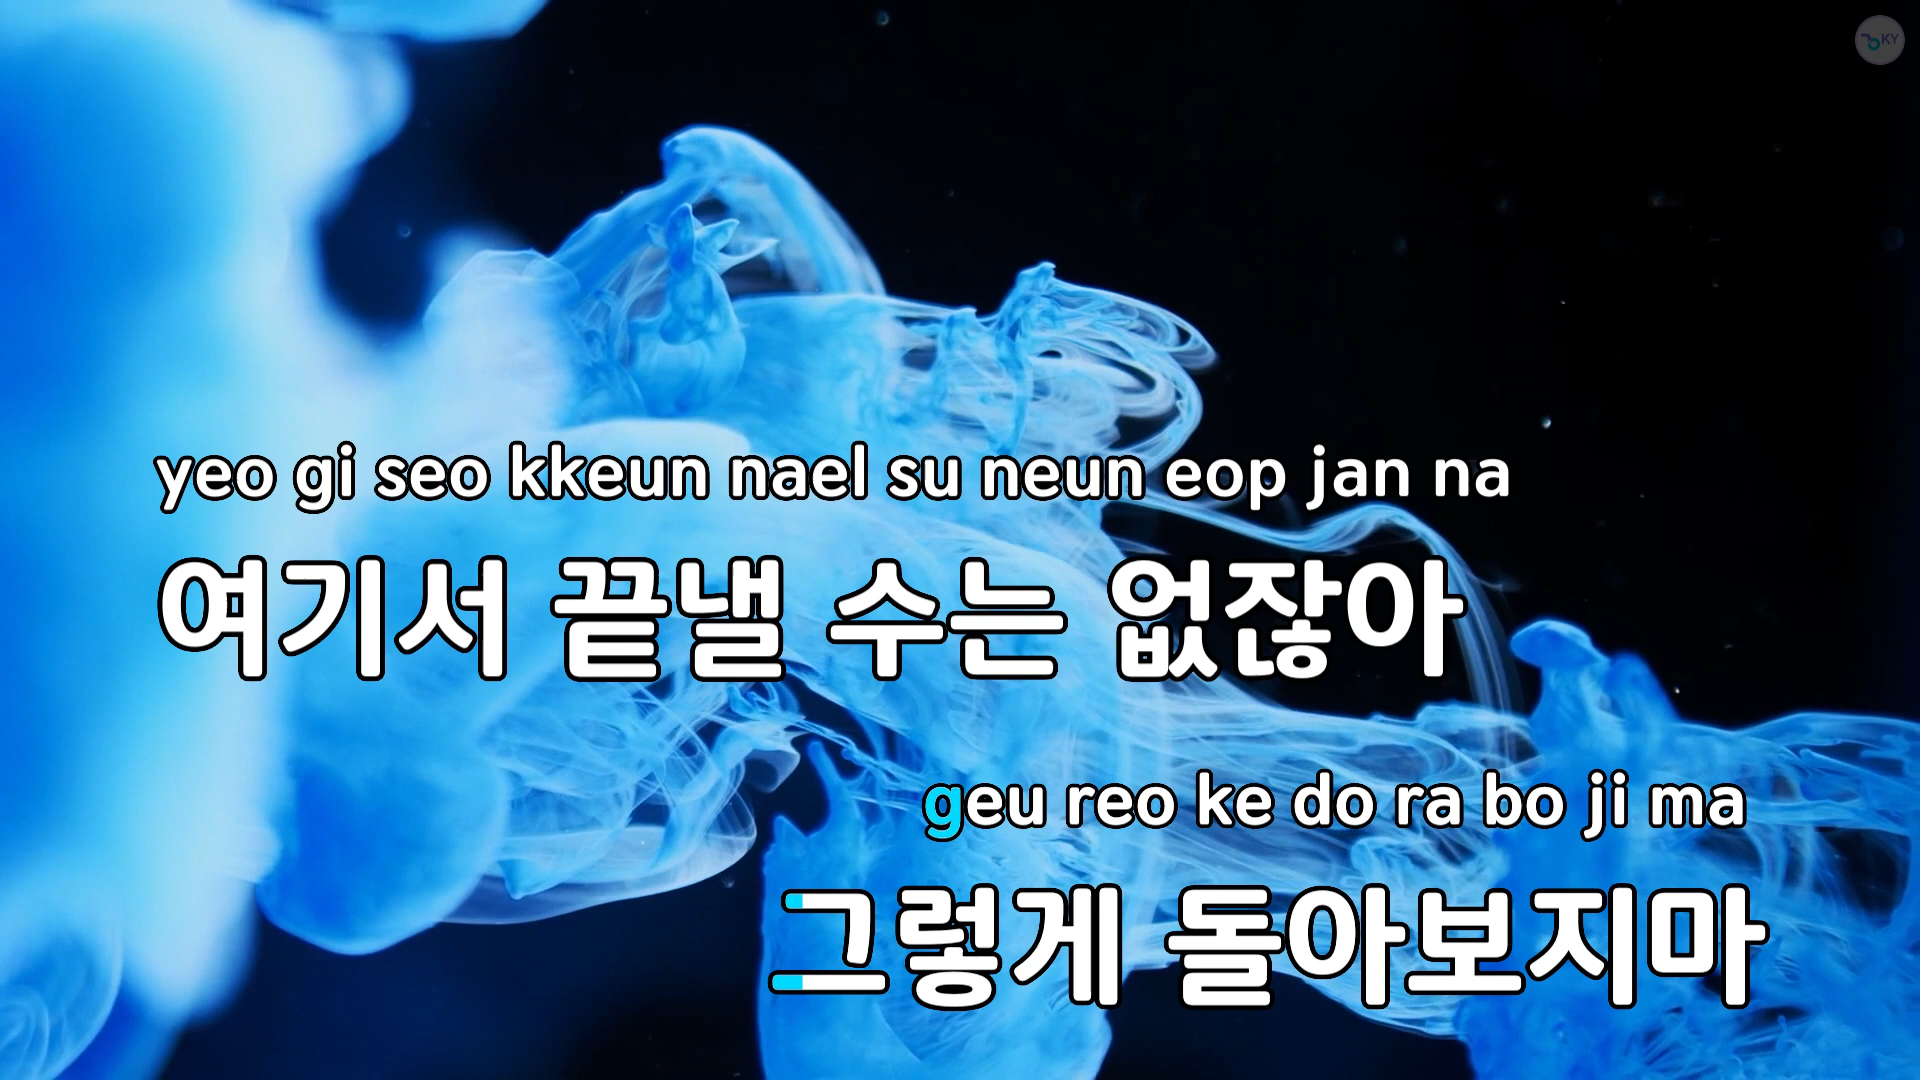 KY
yeo gi seo kkeun nael su neun eop jan na
여기서 끝낼 수는 없잖아
geu reo ke do ra bo ji ma
그렇게 돌아보지마